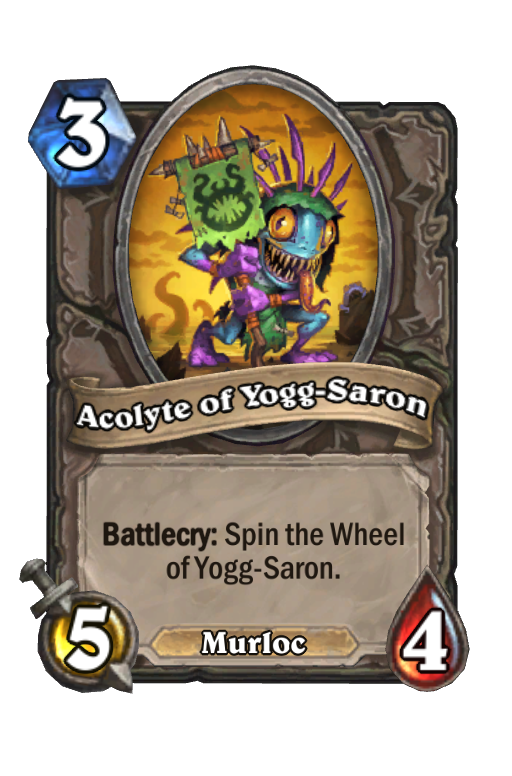 3
Acolyte of Yogg-Saron
Battlecry: Spin the Wheel
of Yogg-Saron.
5
Murloc
4